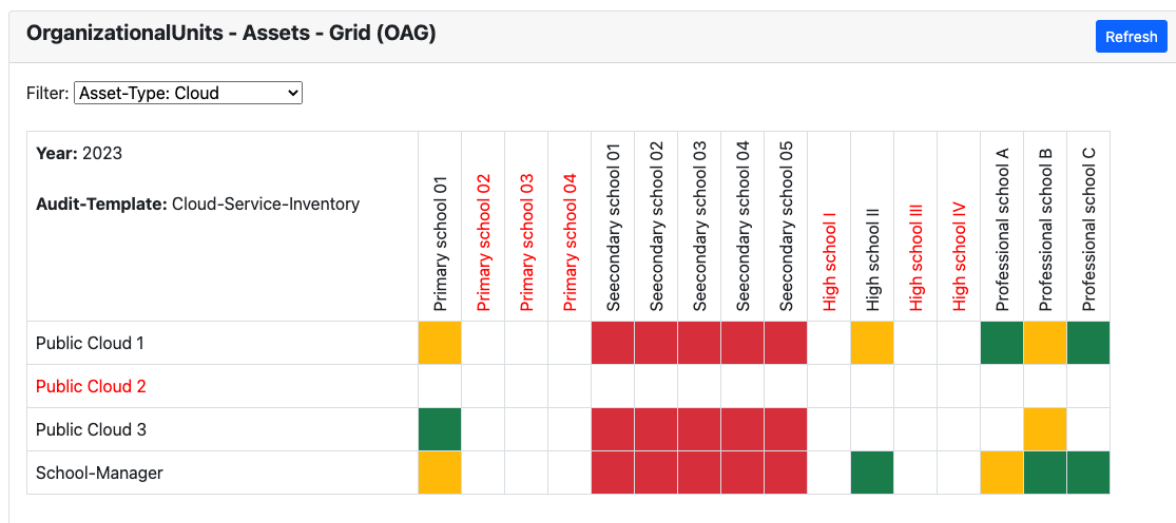 OrganizationalUnits - Assets - Grid (OAG)
Refresh
Filter: Asset-Type: Cloud
Year: 2023
Audit-Template: Cloud-Service-Inventory
Primary school 01
Primary school 02
Primary school 03
Primary school 04
Seecondary school 01
Seecondary school 02
Seecondary school 03
Seecondary school 04
Seecondary school 05
High school I
High school II
High school III
High school IV
Professional school A
Professional school B
Professional school C
Public Cloud 1
Public Cloud 2
Public Cloud 3
School-Manager